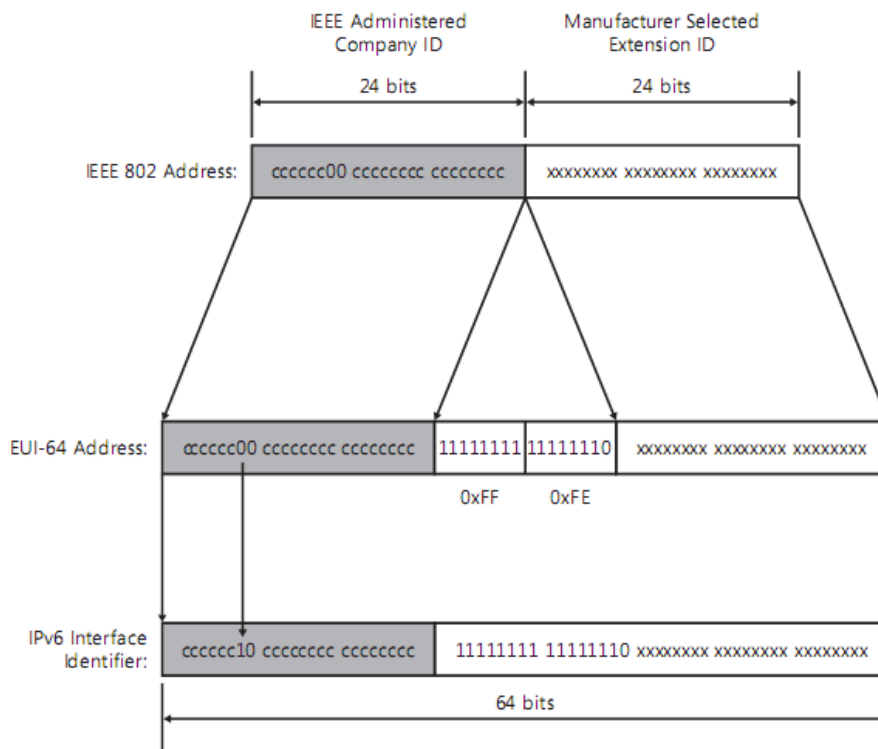 IEEE Administered
Company ID
Manufacturer Selected
Extension ID
24 bits
24 bits
IEEE 802 Address:
cccccc00 cccccccc cccccccc
xxxxxxxx xxxxxxxx xxxxxxxx
EUI-64 Address:
cccccc00 cccccccc cccccccc
11111111
11111110
xxxxxxxx xxxxxxxx xxxxxxxx
0xFF
0xFE
IPv6 Interface
Identifier:
cccccc10 cccccccc cccccccc
11111111 11111110 xxxxxxxx xxxxxxxx xxxxxxxx
64 bits